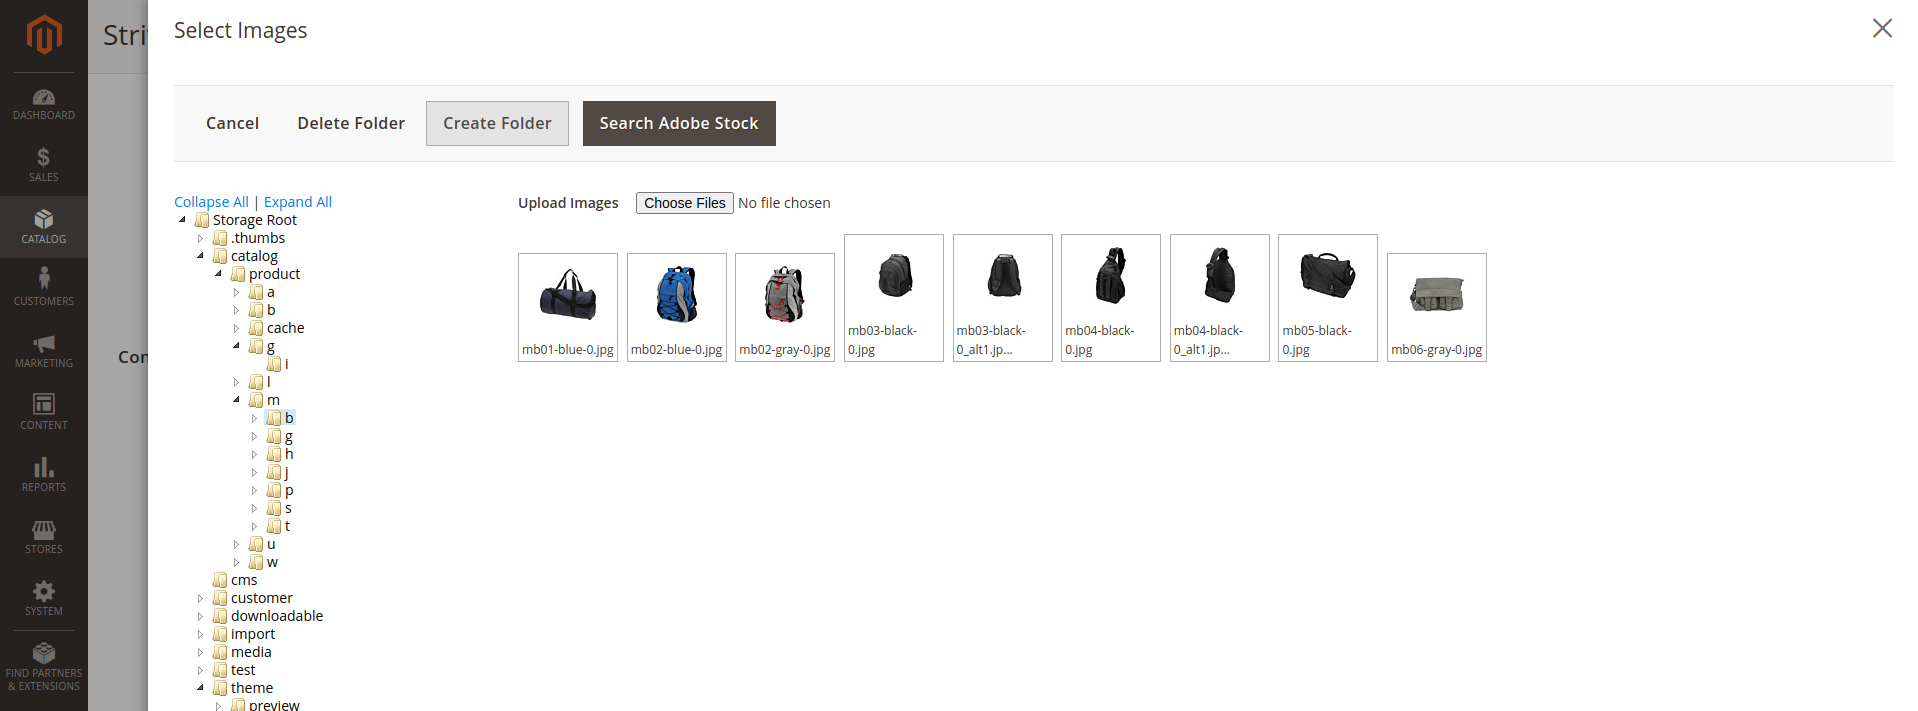 Stri
Select Images
Cancel
Delete Folder
Create Folder
Search Adobe Stock
DASHBOARD
SALES
CATALOG
CUSTOMERS
MARKETING
CONTENT
REPORTS
STORES
SYSTEM
FIND PARTNERS
& EXTENSIONS
Con
Collapse All | Expand All
Storage Root
.thumbs
catalog
product
a
b
cache
g
i
l
m
b
g
h
j
p
s
t
u
w
cms
customer
downloadable
import
media
test
theme
preview
Upload Images Choose Files No file chosen
mb01-blue-0.jpg
mb02-blue-0.jpg
mb02-gray-0.jpg
mb03-black-
0.jpg
mb03-black-
0_alt1.jp...
mb04-black-
0.jpg
mb04-black-
0_alt1.jp...
mb05-black-
0.jpg
mb06-gray-0.jpg